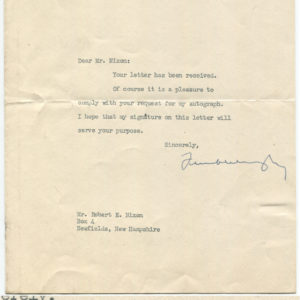 Dear Mr. Nixon:
Your letter has been received.
Of course it is a pleasure to
comply with your request for my autograph.
I hope that my signature on this letter will
serve your purpose.
Sincerely,
Mr. Robert E. Nixon
Box 4
Newfields, New Hampshire